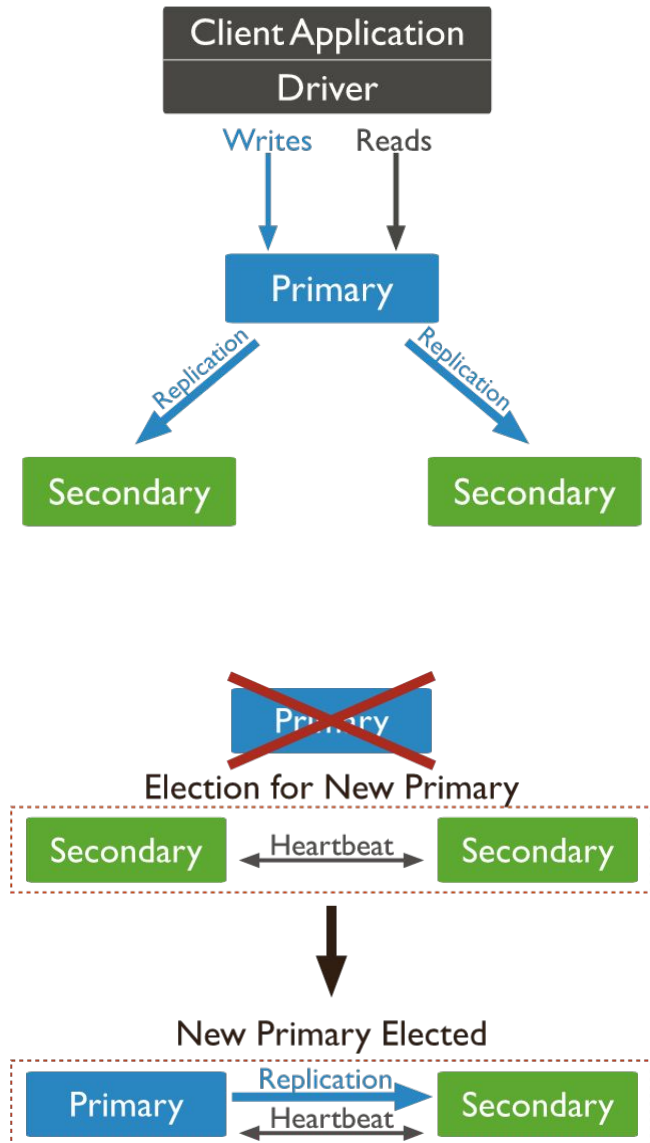 Client Application
Driver
Writes Reads
Primary
Replication Replication
Secondary Secondary
Primary
Election for New Primary
Secondary Heartbeat Secondary
New Primary Elected
Primary Replication Secondary
Heartbeat